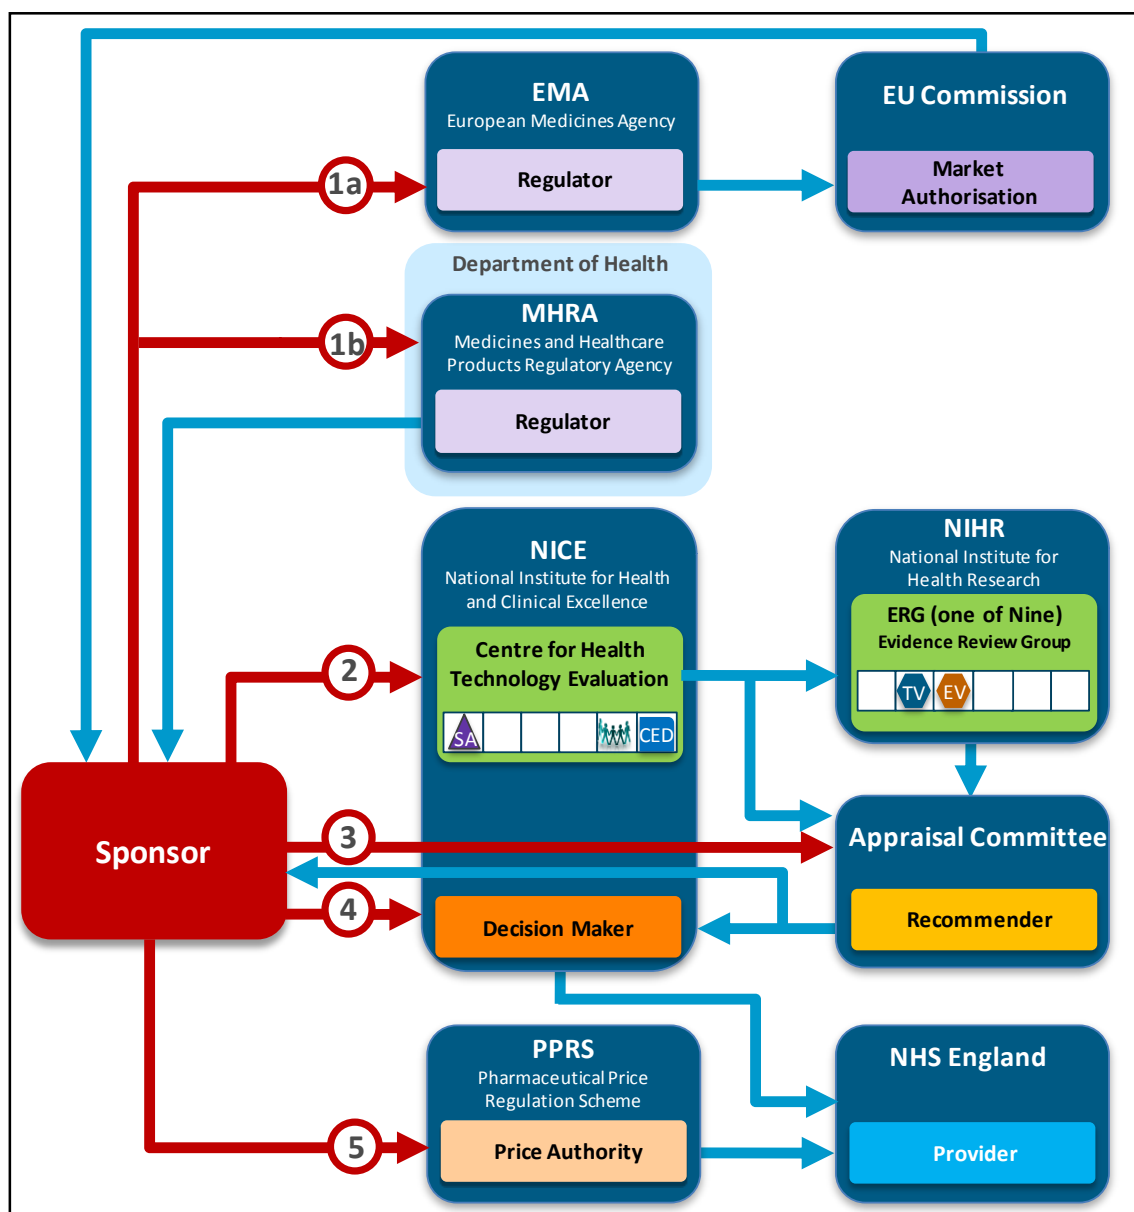 EMA
European Medicines Agency
Regulator
EU Commission
Market
Authorisation
1a
Department of Health
MHRA
Medicines and Healthcare
Products Regulatory Agency
Regulator
1b
NICE
National Institute for Health
and Clinical Excellence
Centre for Health
Technology Evaluation
SA
CED
NIHR
National Institute for
Health Research
ERG (one of Nine)
Evidence Review Group
TV
EV
2
Sponsor
3
4
Appraisal Committee
Recommender
Decision Maker
PPRS
Pharmaceutical Price
Regulation Scheme
Price Authority
5
NHS England
Provider